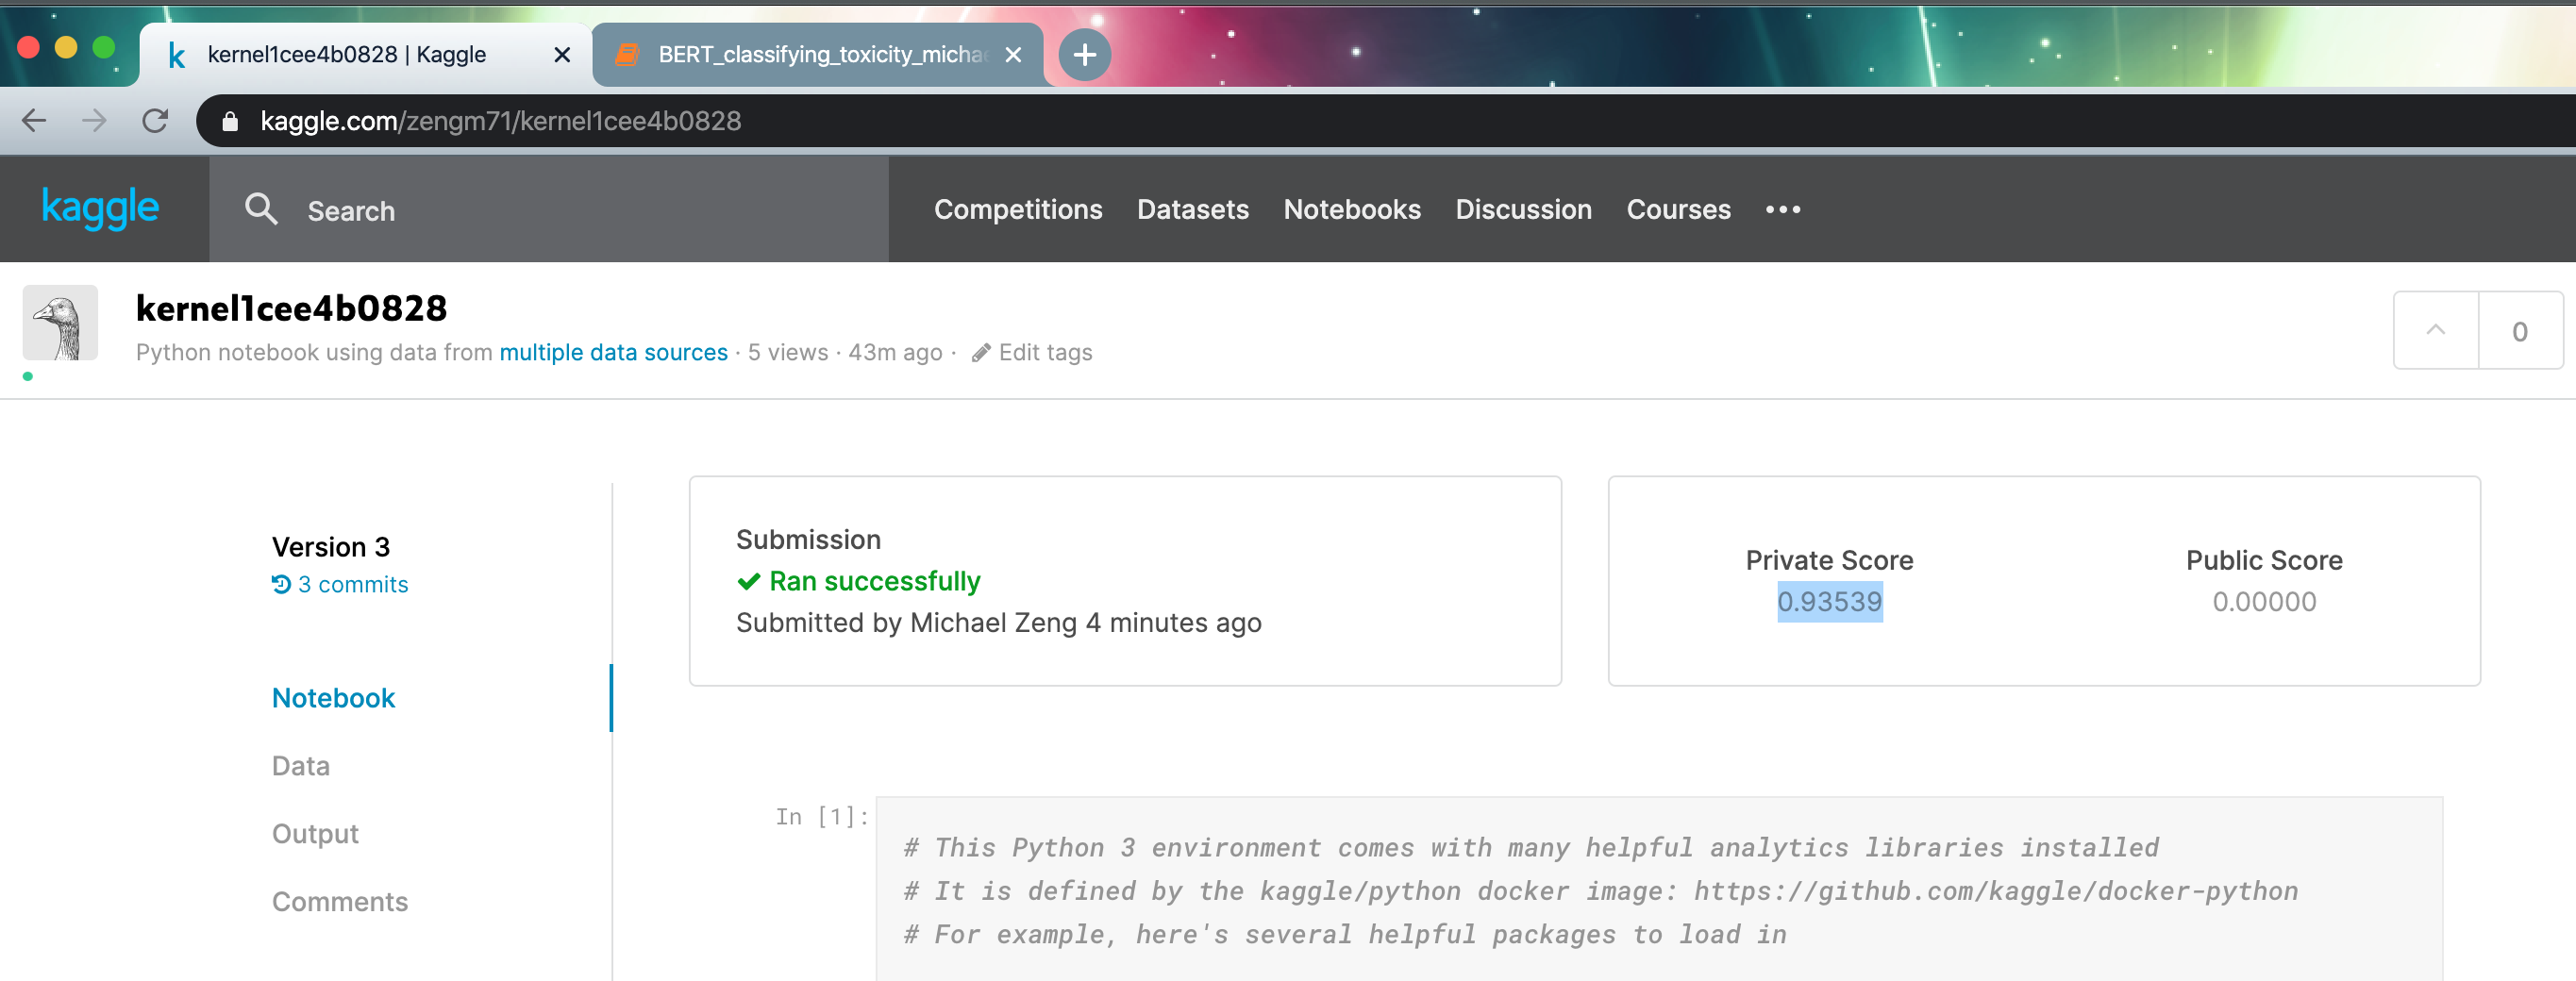 kernel1cee4b0828 | Kaggle
BERT_classifying_toxicity_michae
kaggle.com/zengm71/kernel1cee4b0828
kaggle
Search
Competitions Datasets Notebooks Discussion Courses •••
kernel1cee4b0828
Python notebook using data from multiple data sources · 5 views · 43m ago · Edit tags
0
Version 3
3 commits
Notebook
Data
Output
Comments
Submission
Ran successfully
Submitted by Michael Zeng 4 minutes ago
Private Score
0.93539
Public Score
0.00000
In [1]:
# This Python 3 environment comes with many helpful analytics libraries installed
# It is defined by the kaggle/python docker image: https://github.com/kaggle/docker-python
# For example, here's several helpful packages to load in